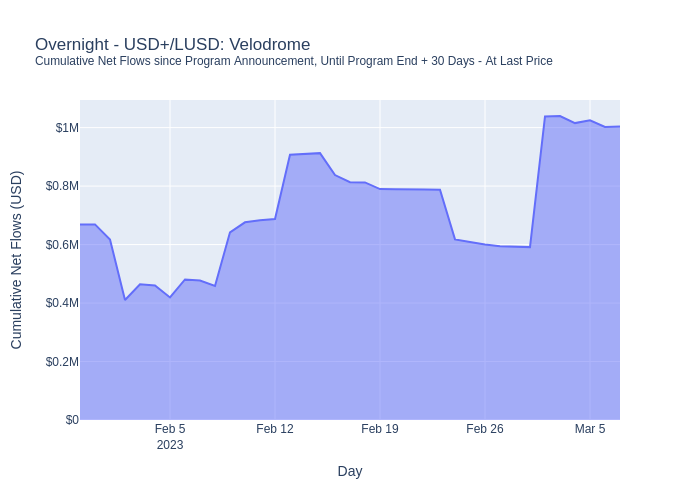 Overnight - USD+/LUSD: Velodrome
Cumulative Net Flows since Program Announcement, Until Program End + 30 Days - At Last Price
Cumulative Net Flows (USD)
$1M
$0.8M
$0.6M
$0.4M
$0.2M
$0
Feb 5
2023
Feb 12
Feb 19
Feb 26
Mar 5
Day